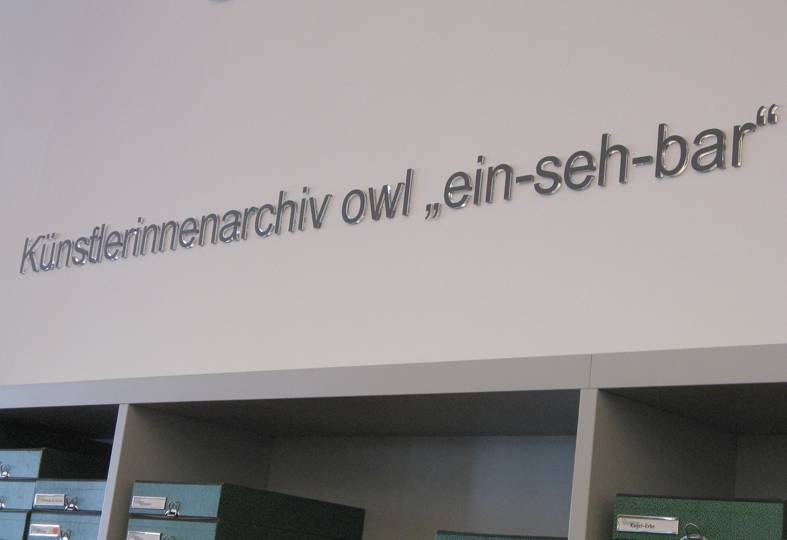 Künstlerinnenarchiv owl „ein-seh-bar“